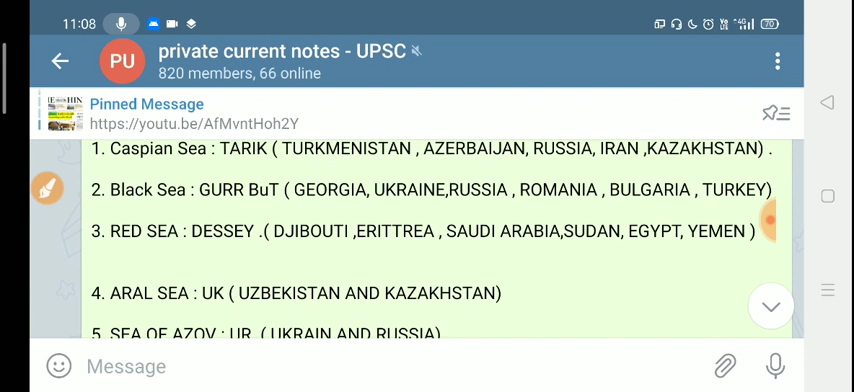 11:08
70
PU
private current notes - UPSC
820 members, 66 online
Pinned Message
https://youtu.be/AfMvntHoh2Y
1. Caspian Sea : TARIK ( TURKMENISTAN , AZERBAIJAN, RUSSIA, IRAN ,KAZAKHSTAN) .
2. Black Sea : GURR BuT ( GEORGIA, UKRAINE,RUSSIA , ROMANIA , BULGARIA , TURKEY)
3. RED SEA : DESSEY .( DJIBOUTI ,ERITTREA , SAUDI ARABIA,SUDAN, EGYPT, YEMEN )
4. ARAL SEA : UK ( UZBEKISTAN AND KAZAKHSTAN)
5. SEA OF AZOV : UR ( UKRAIN AND RUSSIA)
Message